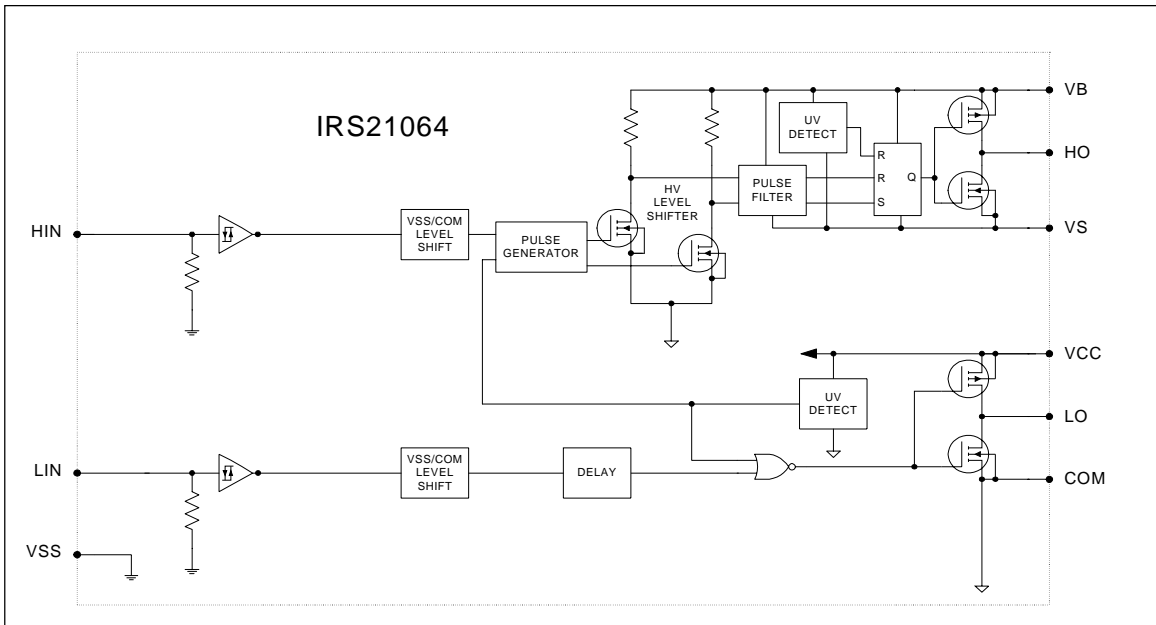 IRS21064
VB
UV
DETECT
R
R
S
Q
HO
PULSE
FILTER
HV
LEVEL
SHIFTER
VS
HIN
VSS/COM
LEVEL
SHIFT
PULSE
GENERATOR
VCC
UV
DETECT
LO
LIN
VSS/COM
LEVEL
SHIFT
DELAY
COM
VSS